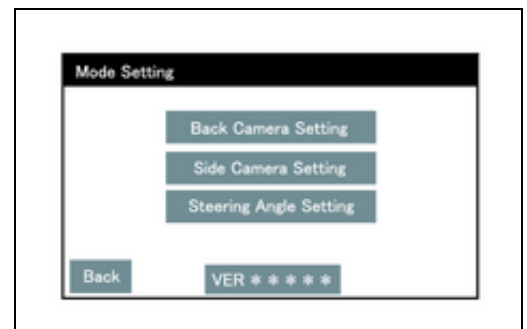 Mode Setting
Back Camera Setting
Side Camera Setting
Steering Angle Setting
Back
VER * * * * *